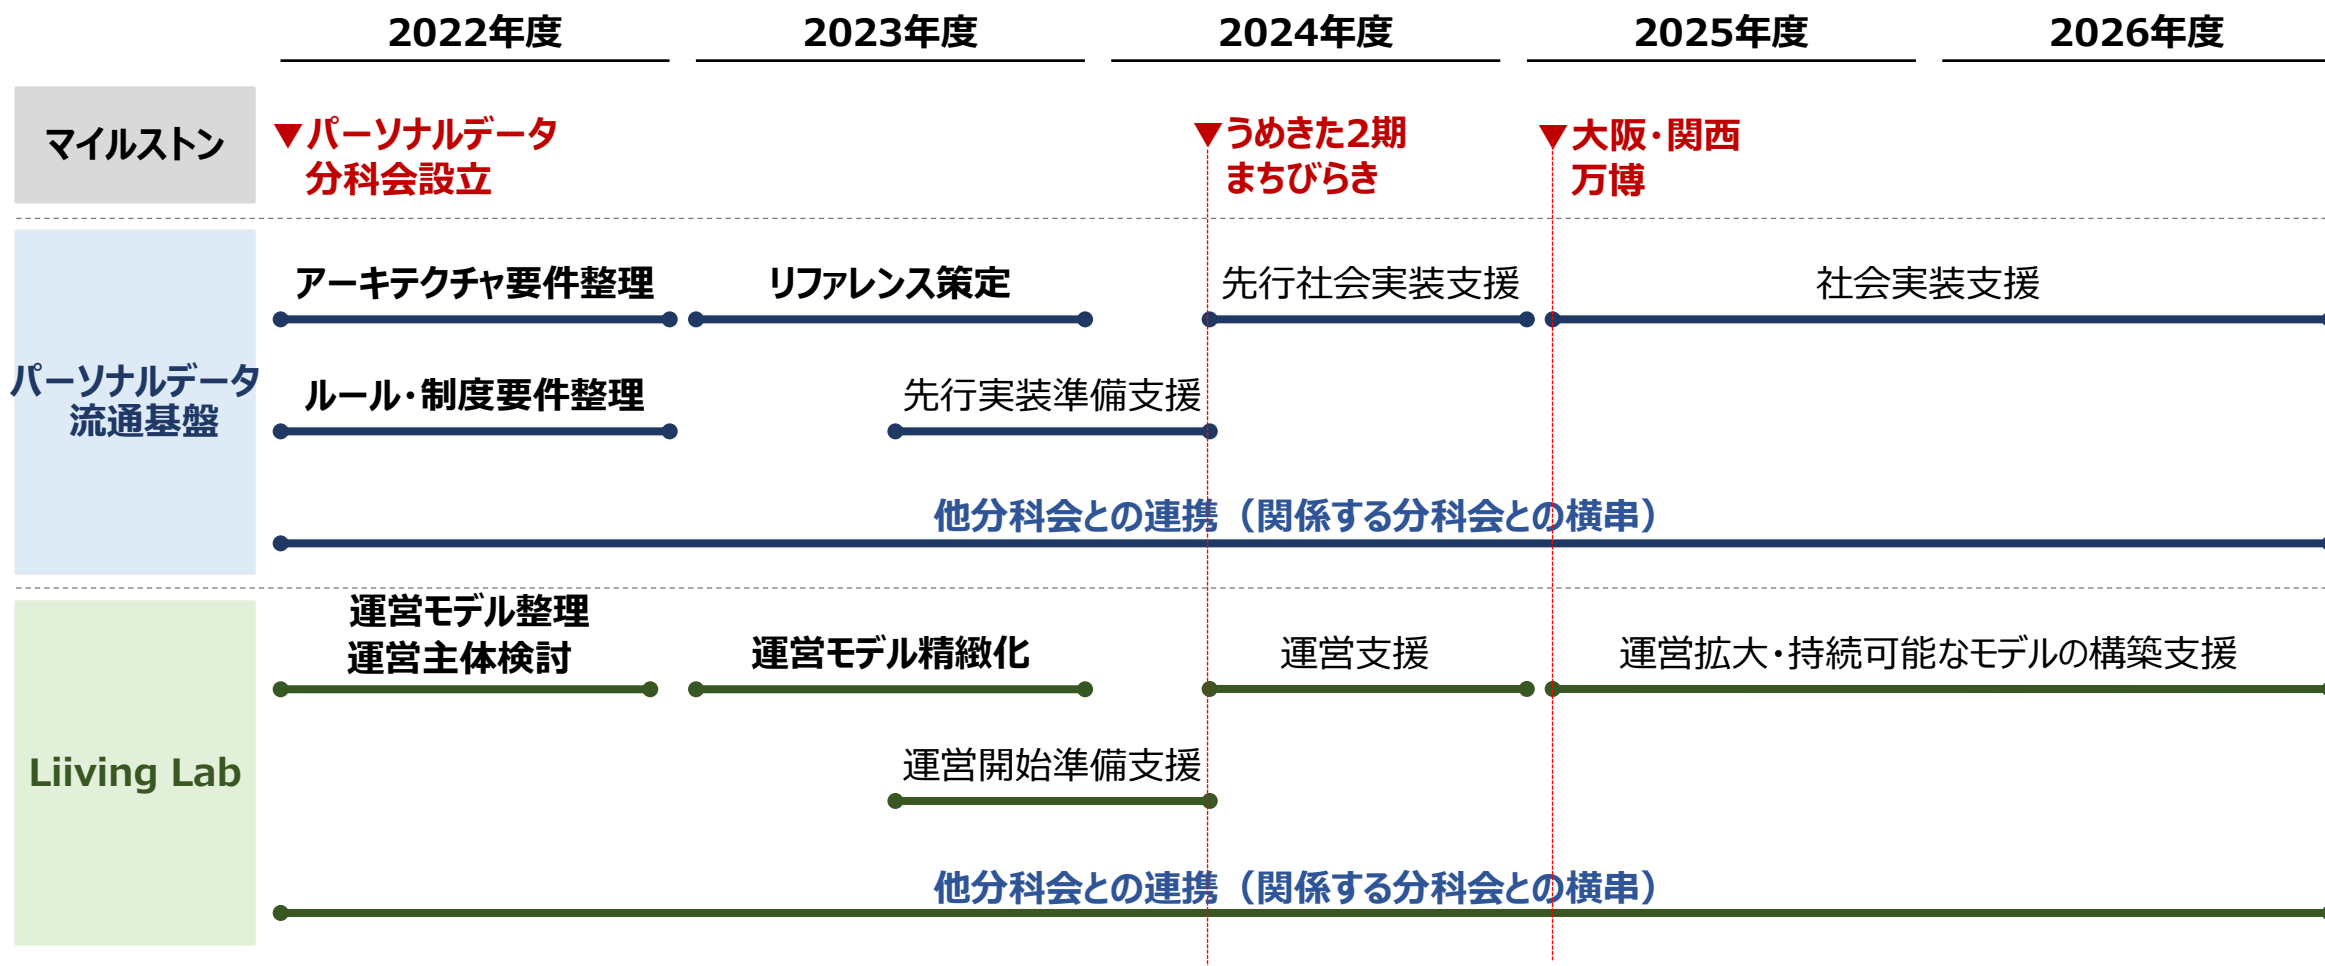 2022年度
2023年度
2024年度
2025年度
2026年度
マイルストン
▼パーソナルデータ
分科会設立
▼うめきた2期
まちびらき
▼大阪・関西
万博
パーソナルデータ
流通基盤
アーキテクチャ要件整理
リファレンス策定
先行社会実装支援
社会実装支援
ルール・制度要件整理
先行実装準備支援
他分科会との連携（関係する分科会との横串）
Liiving Lab
運営モデル整理
運営主体検討
運営モデル精緻化
運営支援
運営拡大・持続可能なモデルの構築支援
運営開始準備支援
他分科会との連携（関係する分科会との横串）